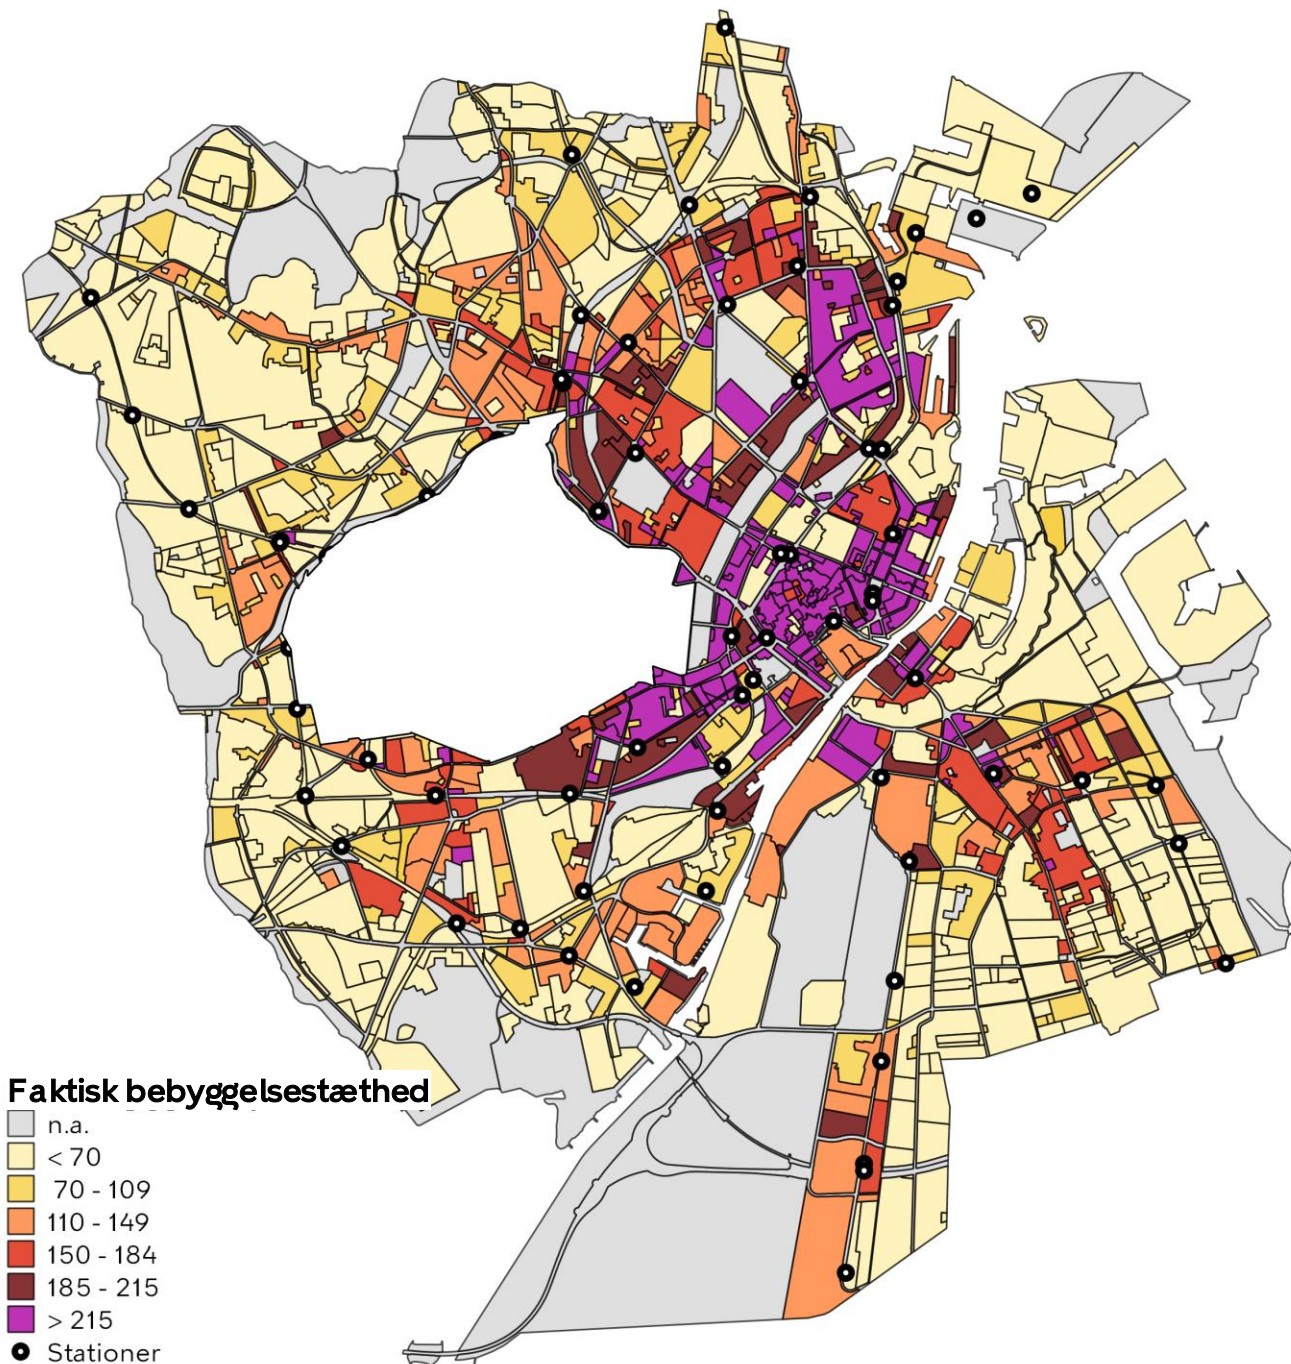 Faktisk bebyggelsestæthed
n.a.
< 70
70 - 109
110 - 149
150 - 184
185 - 215
> 215
Stationer